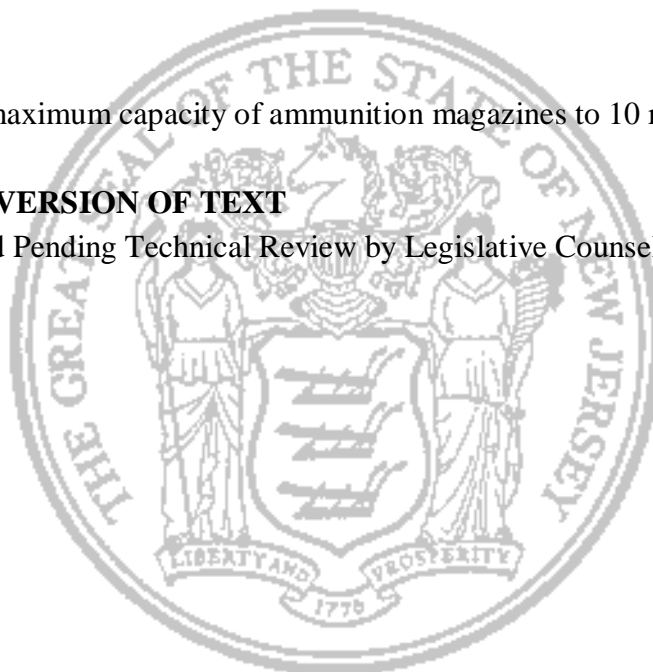 maximum capacity of ammunition magazines to 10
VERSION OF TEXT
Pending Technical Review by Legislative Counsel
THE GREAT SEAL OF THE STATE OF NEW JERSEY
LIBERTY AND PROSPERITY
1776